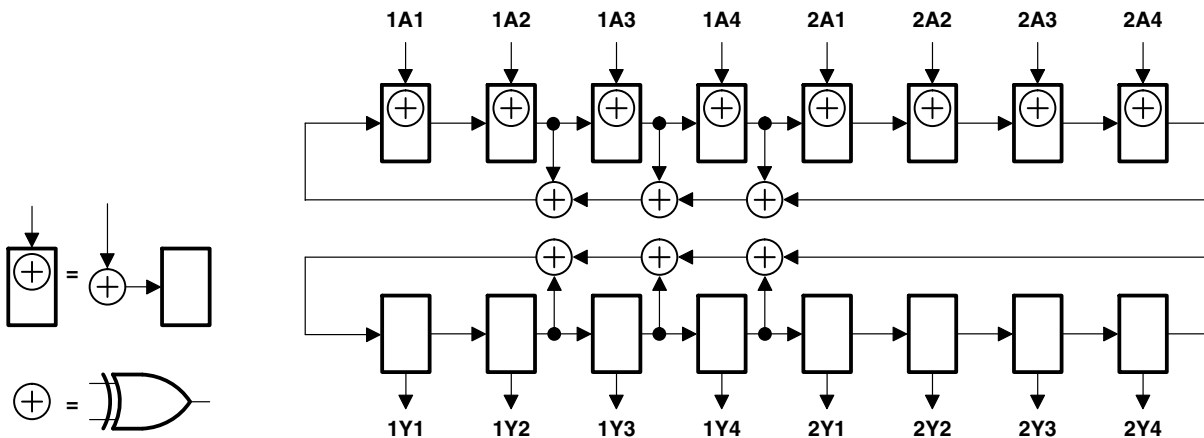 1A1 1A2 1A3 1A4 2A1 2A2 2A3 2A4
=
=
1Y1 1Y2 1Y3 1Y4 2Y1 2Y2 2Y3 2Y4